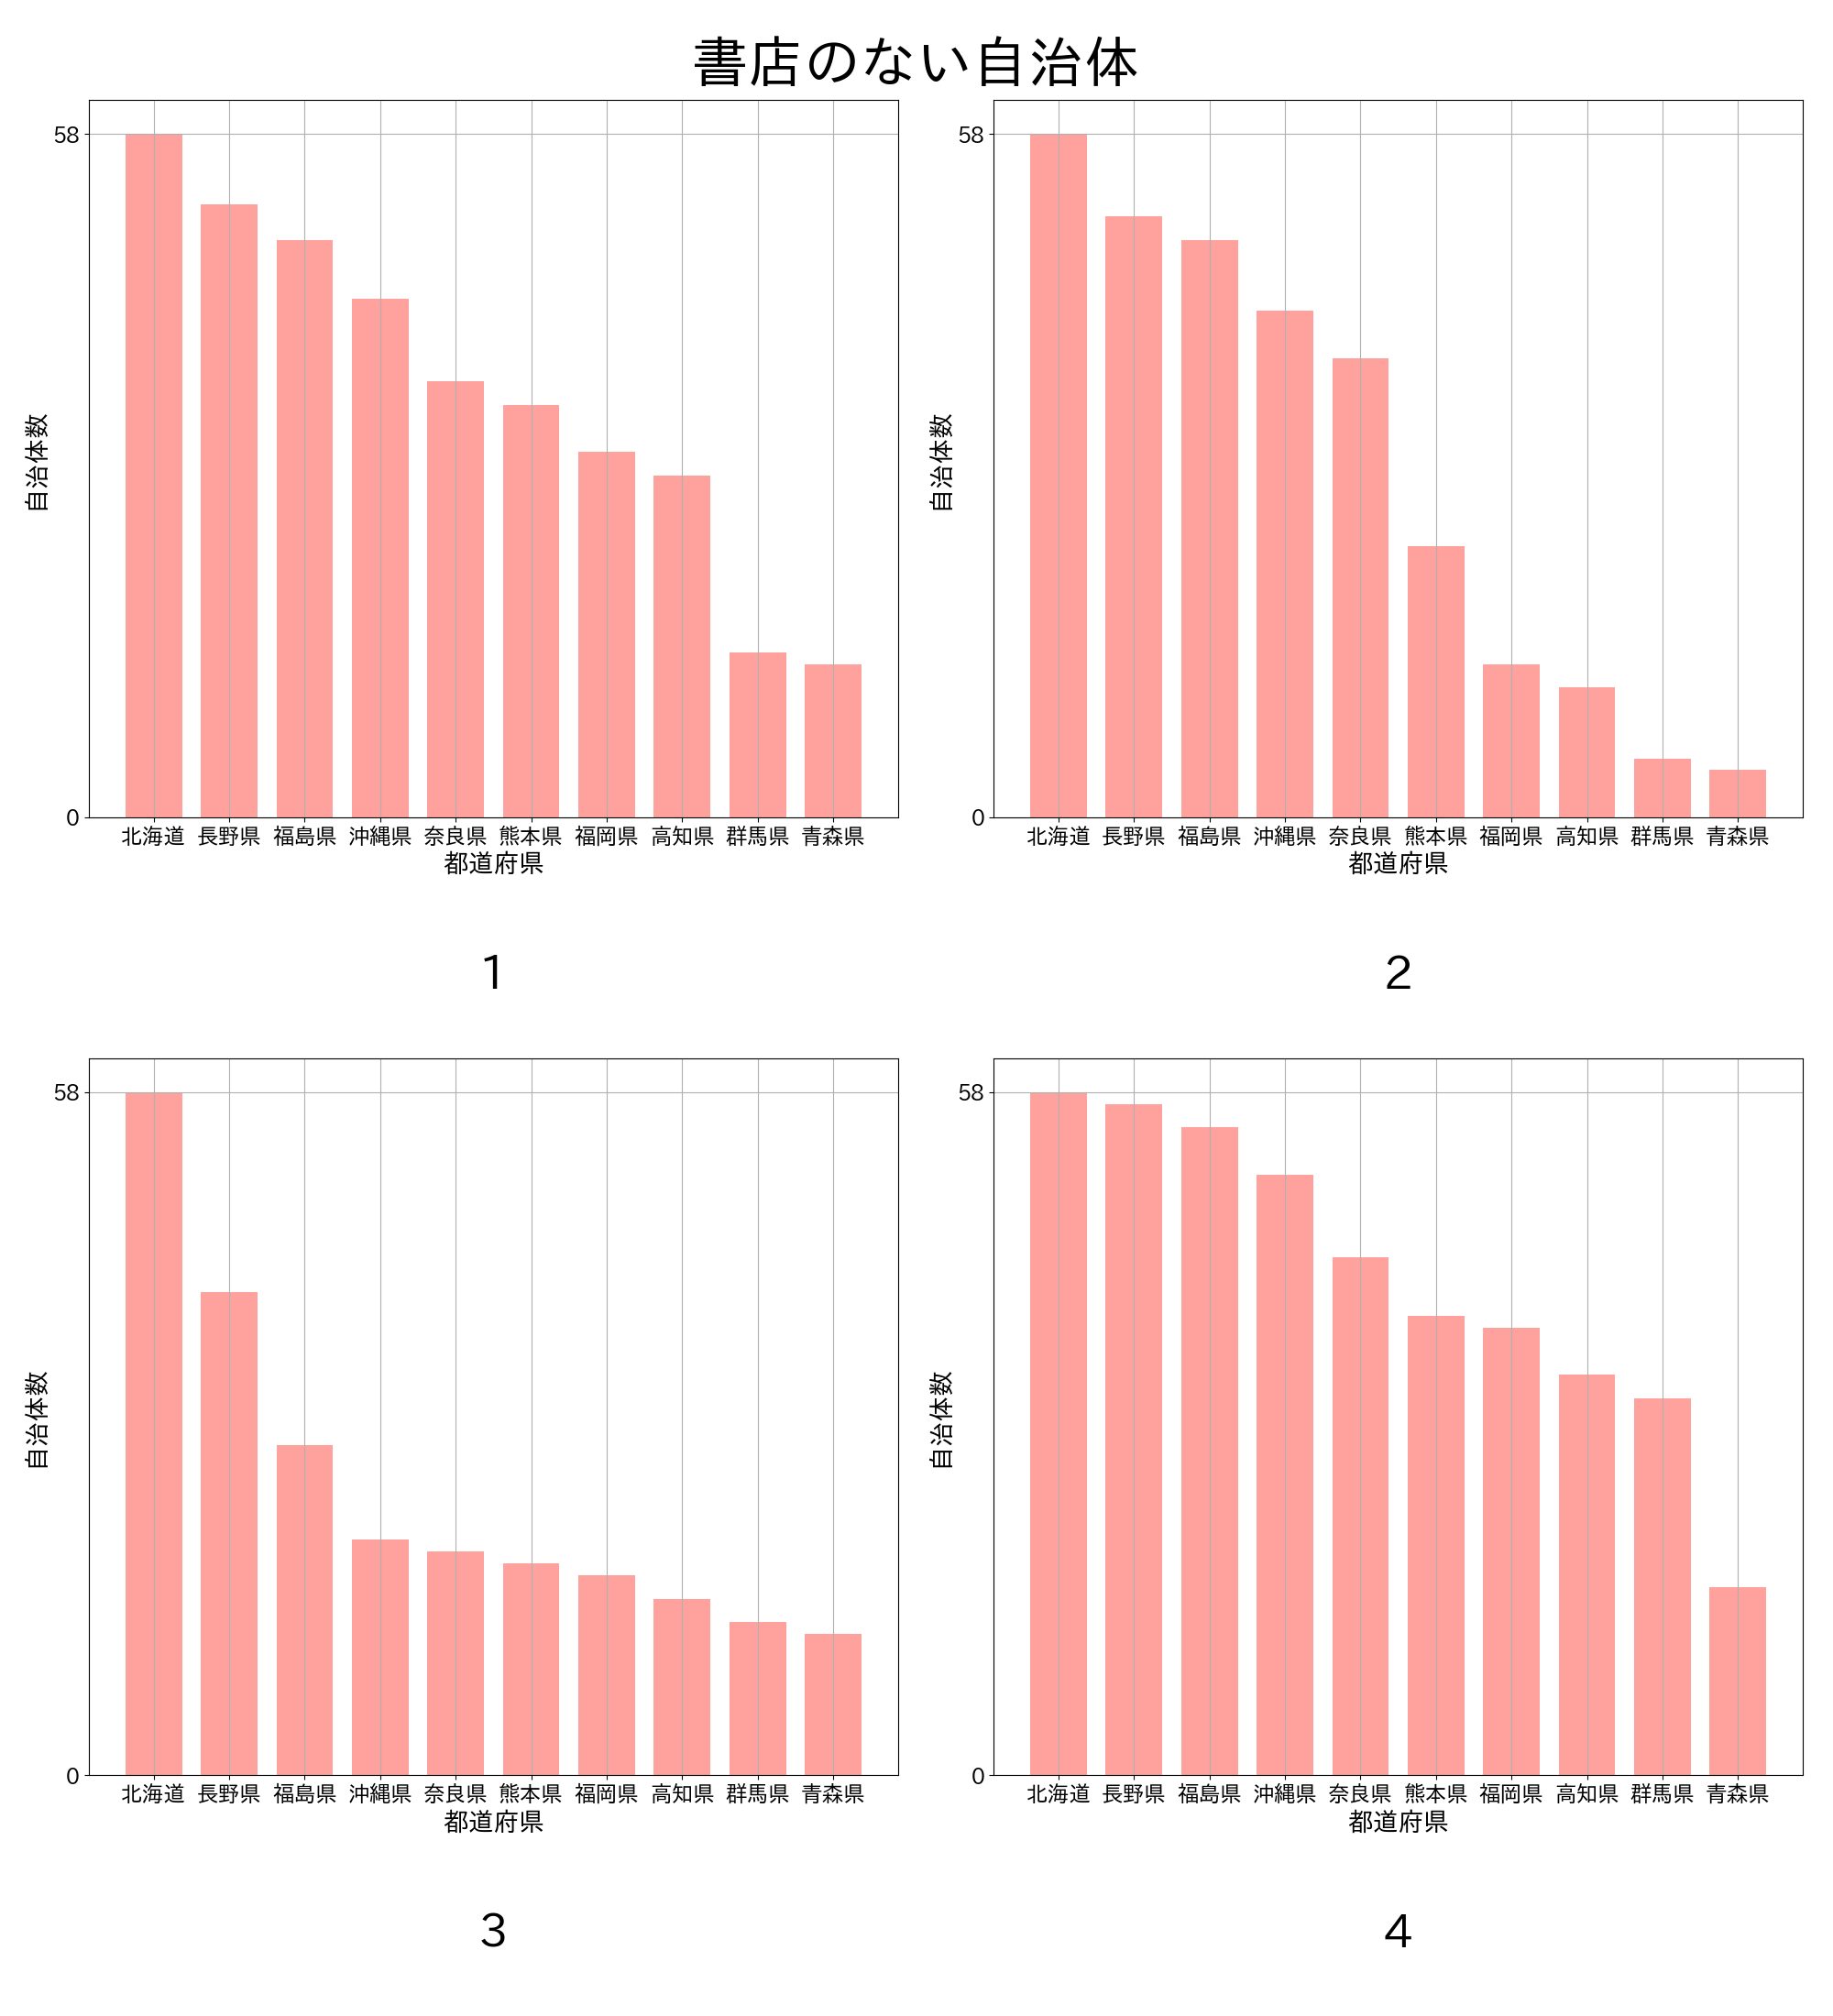 書店のない自治体
58
0
自治体数
北海道 長野県 福島県 沖縄県 奈良県 熊本県 福岡県 高知県 群馬県 青森県
都道府県
1
58
0
自治体数
北海道 長野県 福島県 沖縄県 奈良県 熊本県 福岡県 高知県 群馬県 青森県
都道府県
2
58
0
自治体数
北海道 長野県 福島県 沖縄県 奈良県 熊本県 福岡県 高知県 群馬県 青森県
都道府県
3
58
0
自治体数
北海道 長野県 福島県 沖縄県 奈良県 熊本県 福岡県 高知県 群馬県 青森県
都道府県
4